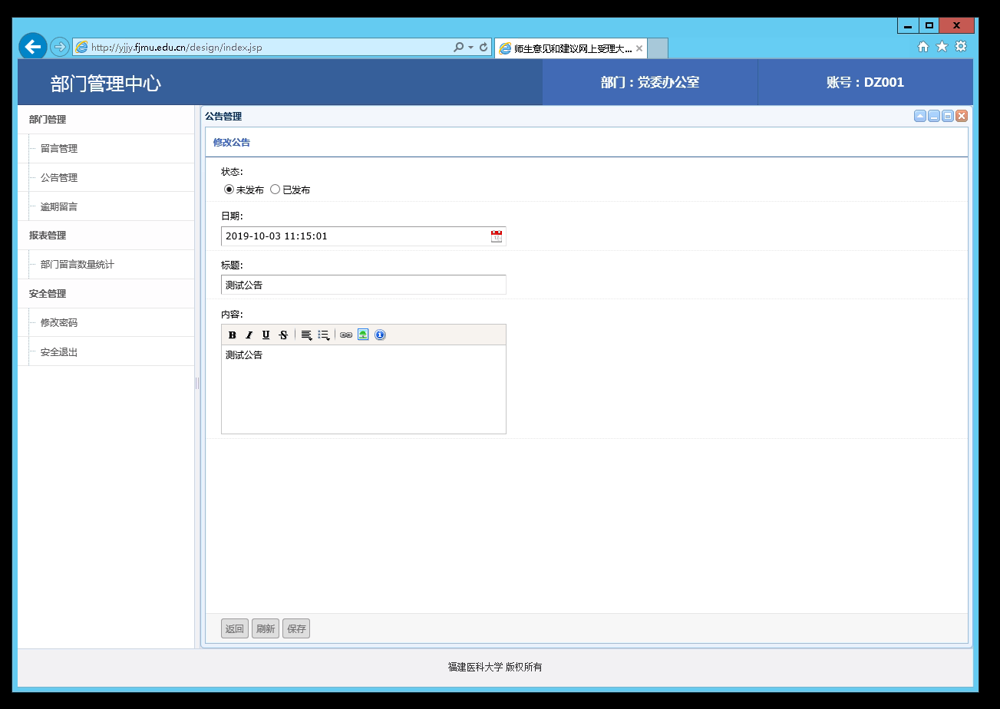 http://yjjy.fjmu.edu.cn/design/index.jsp
师生意见和建议网上受理大...
部门管理中心
部门：党委办公室
账号：DZ001
部门管理
留言管理
公告管理
逾期留言
报表管理
部门留言数量统计
安全管理
修改密码
安全退出
公告管理
修改公告
状态:
未发布 已发布
日期:
2019-10-03 11:15:01
标题:
测试公告
内容:
B I U S
测试公告
返回 刷新 保存
福建医科大学 版权所有